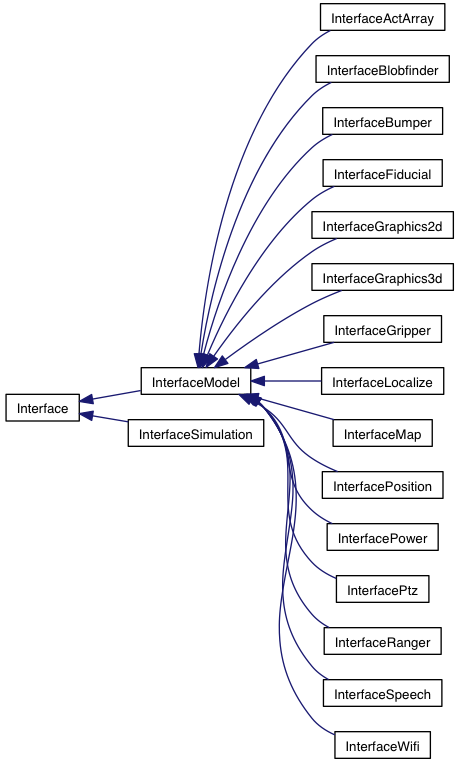 InterfaceActArray
InterfaceBlobfinder
InterfaceBumper
InterfaceFiducial
InterfaceGraphics2d
InterfaceGraphics3d
InterfaceGripper
InterfaceModel
InterfaceLocalize
Interface
InterfaceSimulation
InterfaceMap
InterfacePosition
InterfacePower
InterfacePtz
InterfaceRanger
InterfaceSpeech
InterfaceWifi